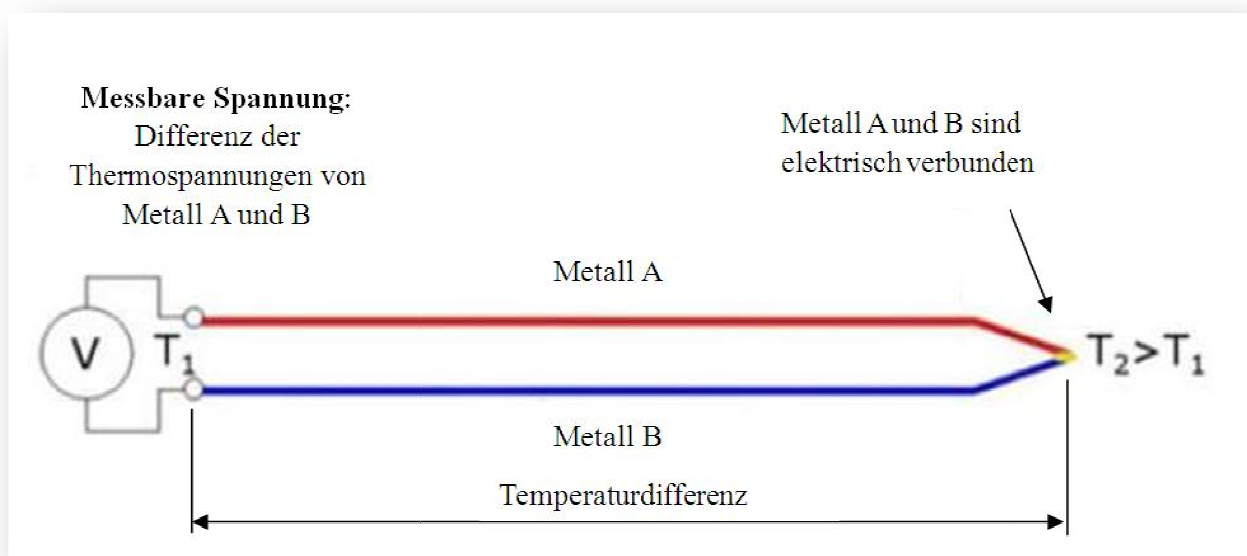 Messbare Spannung:
Differenz der
Thermospannungen von
Metall A und B
Metall A und B sind
elektrisch verbunden
Metall A
V
T₁
T₂>T₁
Metall B
Temperaturdifferenz